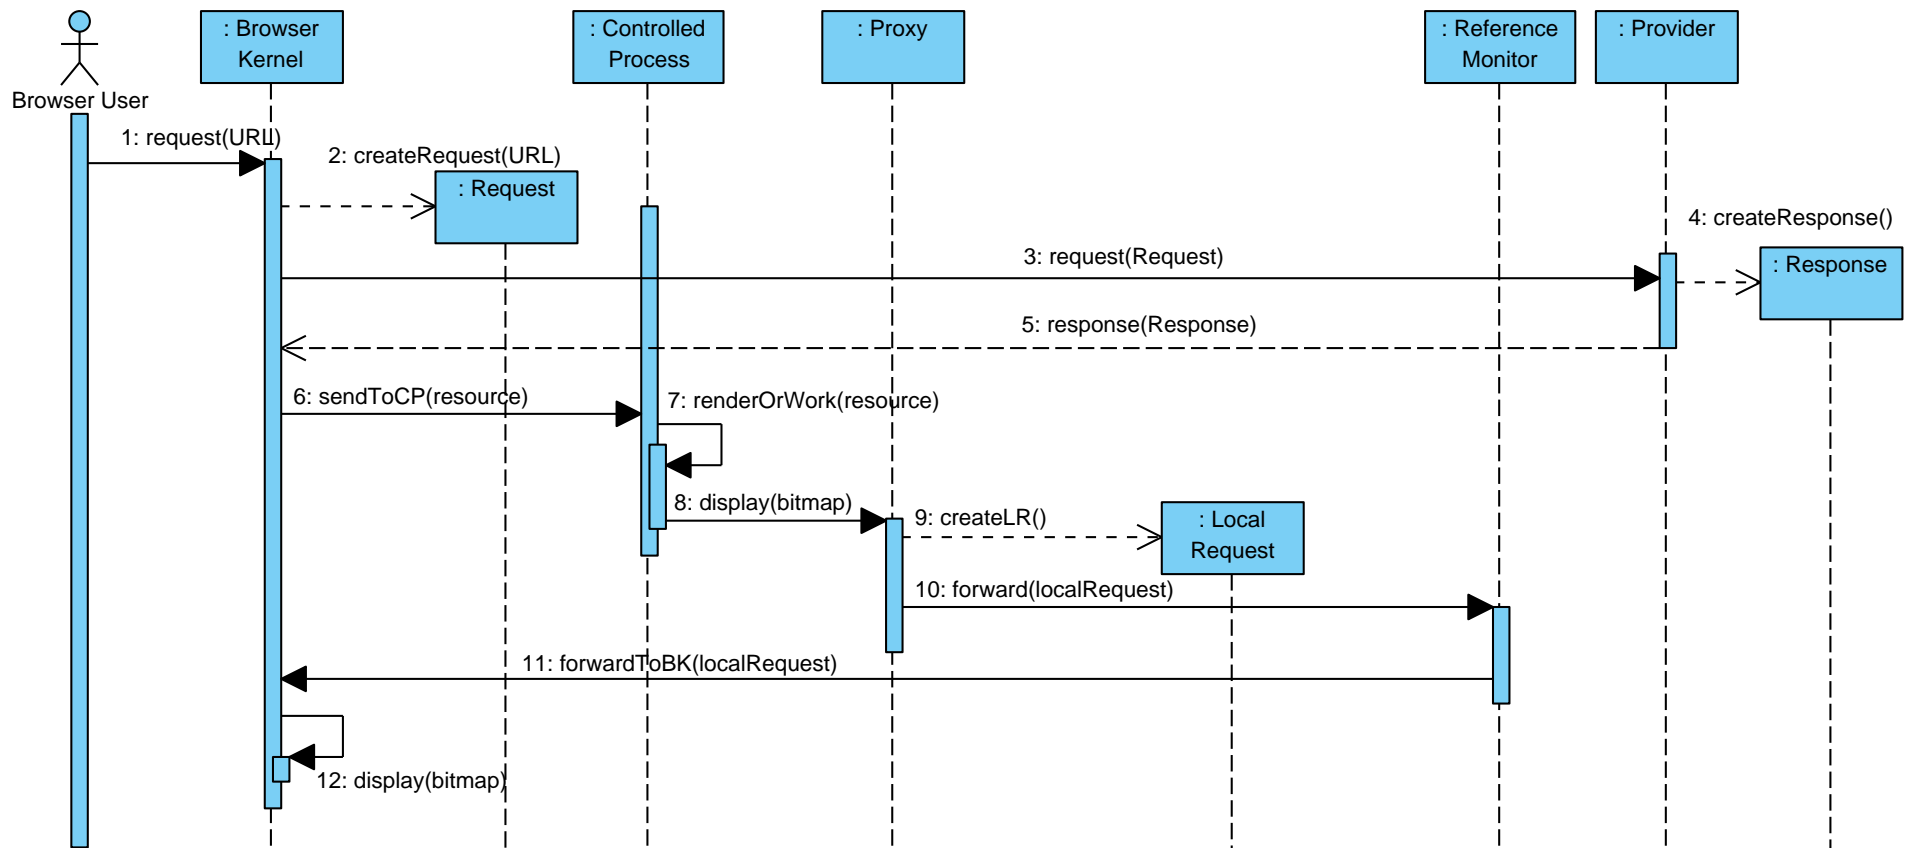 : Browser
Kernel
: Controlled
Process
: Proxy
: Reference
Monitor
: Provider
Browser User
1: request(URL)
2: createRequest(URL)
: Request
4: createResponse()
3: request(Request)
: Response
5: response(Response)
6: sendToCP(resource)
7: renderOrWork(resource)
8: display(bitmap)
9: createLR()
: Local
Request
10: forward(localRequest)
11: forwardToBK(localRequest)
12: display(bitmap)